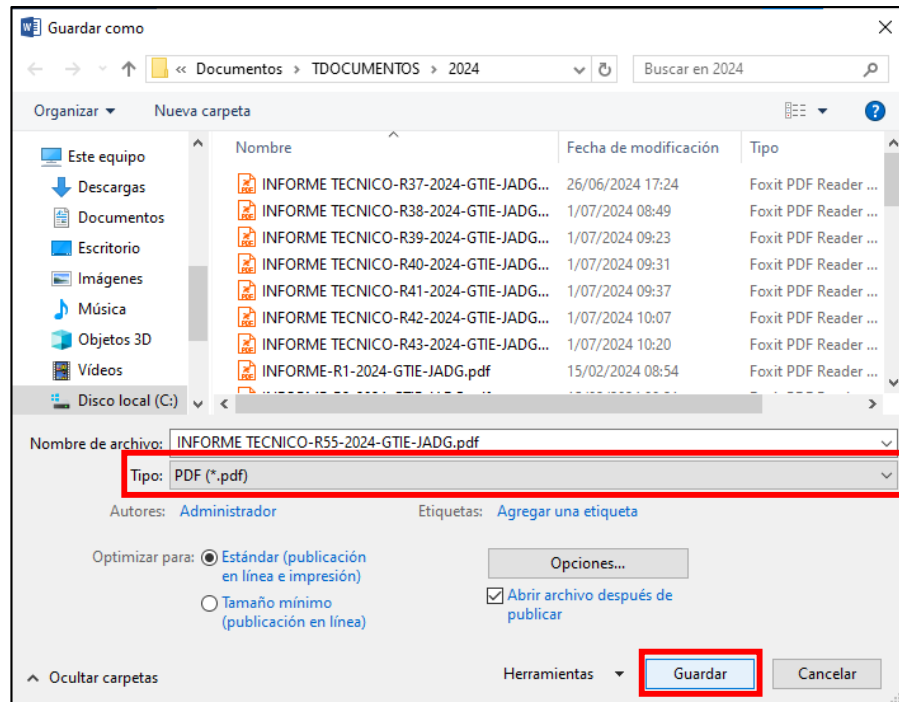 Guardar como
« Documentos > TDOCUMENTOS > 2024
Buscar en 2024
Organizar
Nueva carpeta
?
Este equipo
Descargas
Documentos
Escritorio
Imágenes
Música
Objetos 3D
Vídeos
Disco local (C:)
Nombre Fecha de modificación Tipo
INFORME TECNICO-R37-2024-GTIE-JADG... 26/06/2024 17:24 Foxit PDF Reader ...
INFORME TECNICO-R38-2024-GTIE-JADG... 1/07/2024 08:49 Foxit PDF Reader ...
INFORME TECNICO-R39-2024-GTIE-JADG... 1/07/2024 09:23 Foxit PDF Reader ...
INFORME TECNICO-R40-2024-GTIE-JADG... 1/07/2024 09:31 Foxit PDF Reader ...
INFORME TECNICO-R41-2024-GTIE-JADG... 1/07/2024 09:37 Foxit PDF Reader ...
INFORME TECNICO-R42-2024-GTIE-JADG... 1/07/2024 10:07 Foxit PDF Reader ...
INFORME TECNICO-R43-2024-GTIE-JADG... 1/07/2024 10:20 Foxit PDF Reader ...
INFORME-R1-2024-GTIE-JADG.pdf 15/02/2024 08:54 Foxit PDF Reader ...
Nombre de archivo: INFORME TECNICO-R55-2024-GTIE-JADG.pdf
Tipo: PDF (*.pdf)
Autores: Administrador
Etiquetas: Agregar una etiqueta
Optimizar para: Estándar (publicación
en línea e impresión)
Tamaño mínimo
(publicación en línea)
Opciones...
Abrir archivo después de
publicar
Ocultar carpetas
Herramientas
Guardar
Cancelar